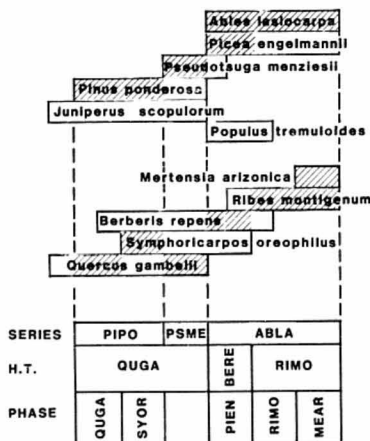 Abies lasiocarpa
Picea engelmannii
Pseudotsuga menziesii
Pinus ponderosa
Juniperus scopulorum
Populus tremuloides
Mertensia arizonica
Ribes montigenum
Berberis repens
Symphoricarpos oreophilus
Quercus gambelii
SERIES PIPO PSME ABLA
H.T. QUGA BERE RIMO
PHASE QUGA SYOR PIEN RIMO MEAR